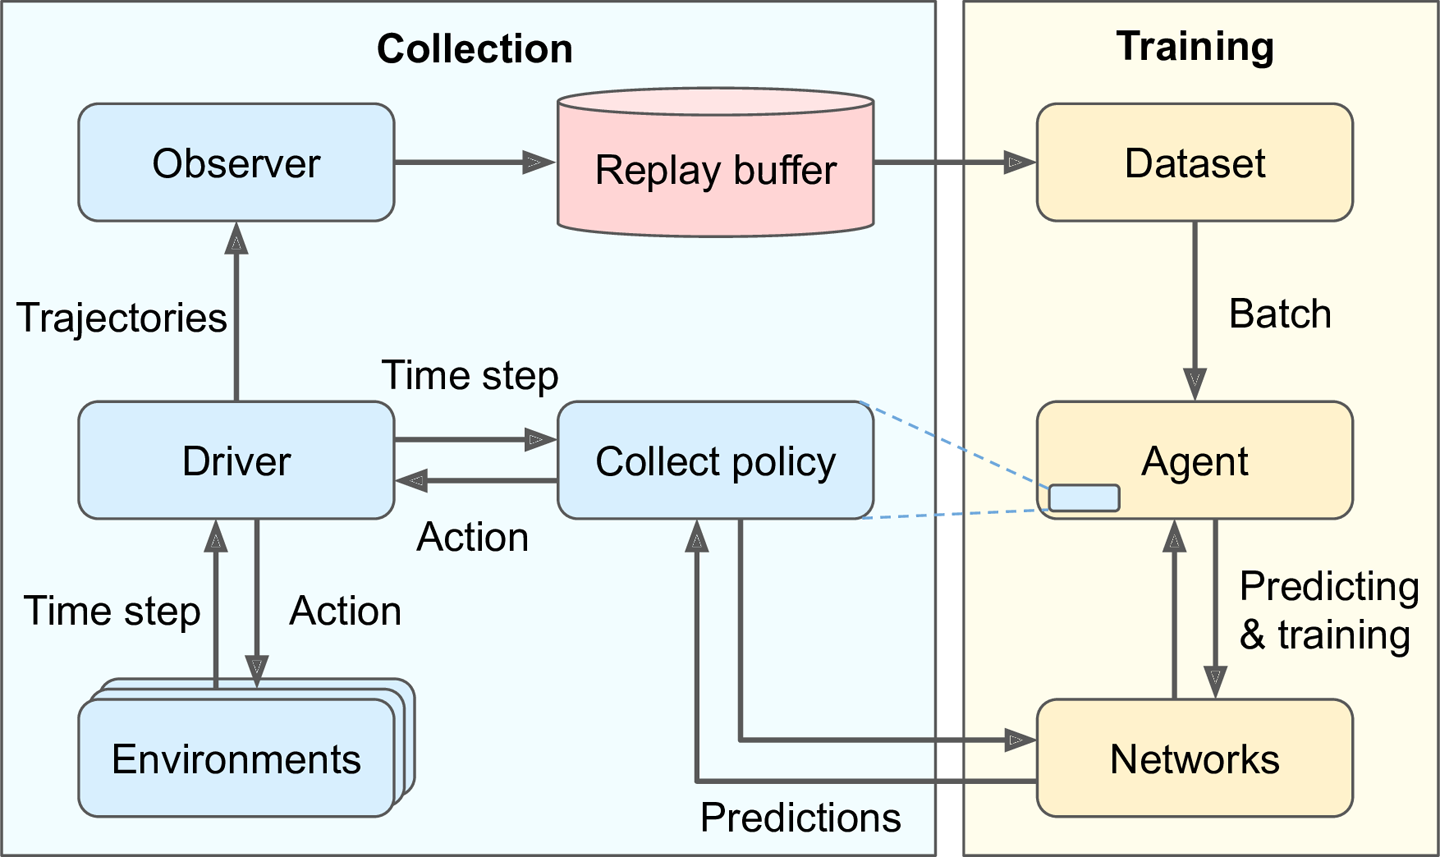 Collection
Training
Observer
Replay buffer
Dataset
Trajectories
Batch
Time step
Driver
Collect policy
Agent
Action
Time step
Action
Predicting
& training
Environments
Networks
Predictions